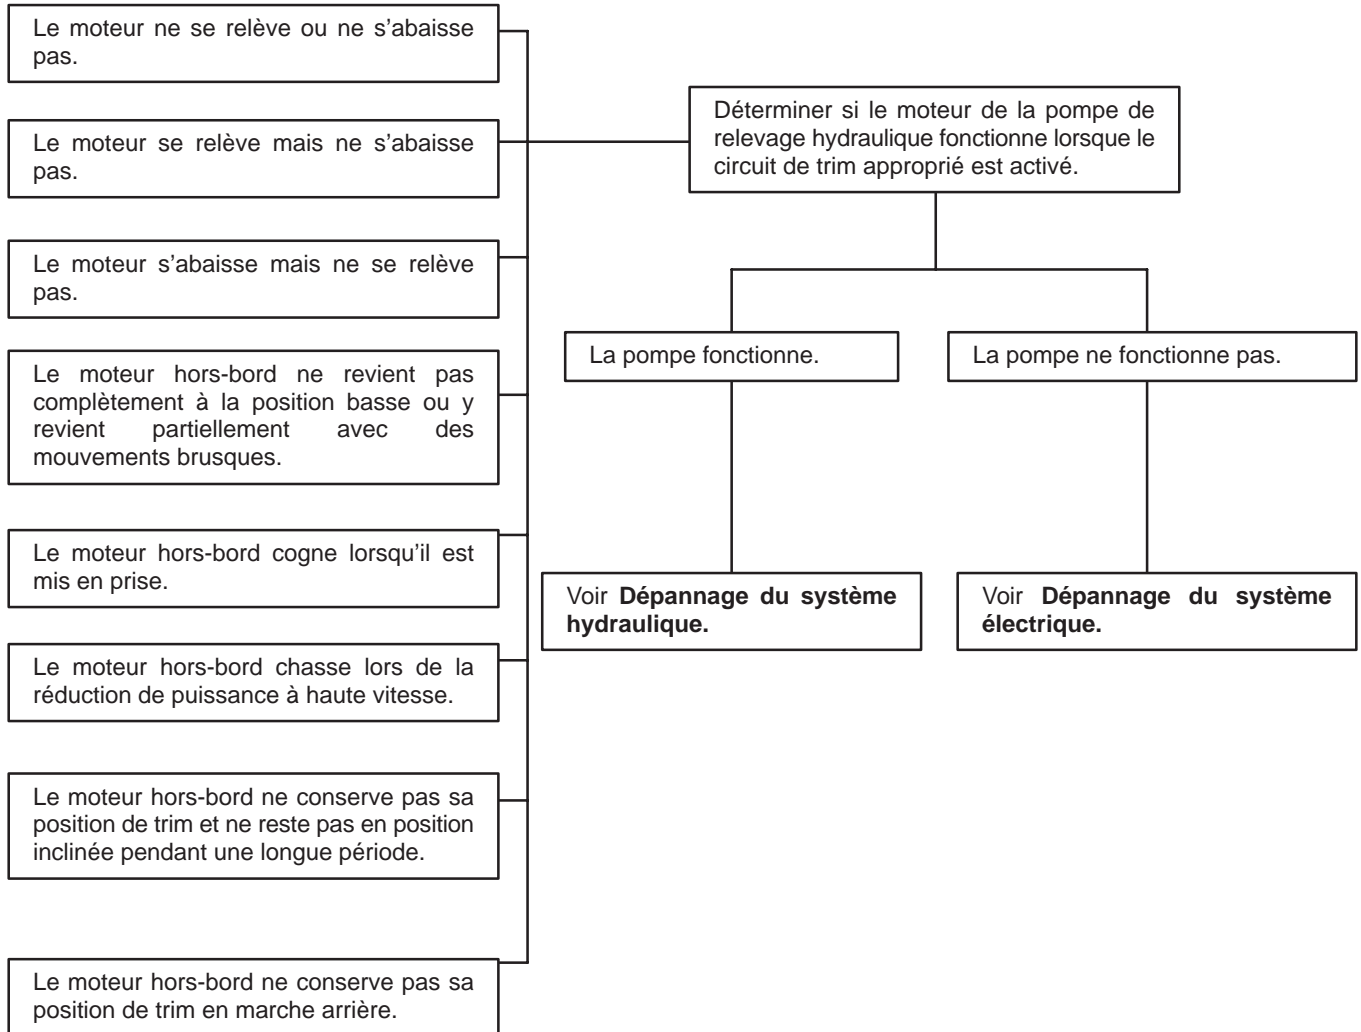 Le moteur ne se relève ou ne s’abaisse
pas.
Le moteur se relève mais ne s’abaisse
pas.
Le moteur s’abaisse mais ne se relève
pas.
Le moteur hors-bord ne revient pas
complètement à la position basse ou y
revient partiellement avec des
mouvements brusques.
Le moteur hors-bord cogne lorsqu’il est
mis en prise.
Le moteur hors-bord chasse lors de la
réduction de puissance à haute vitesse.
Le moteur hors-bord ne conserve pas sa
position de trim et ne reste pas en position
inclinée pendant une longue période.
Le moteur hors-bord ne conserve pas sa
position de trim en marche arrière.
Déterminer si le moteur de la pompe de
relevage hydraulique fonctionne lorsque le
circuit de trim approprié est activé.
La pompe fonctionne.
La pompe ne fonctionne pas.
Voir Dépannage du système
hydraulique.
Voir Dépannage du système
électrique.